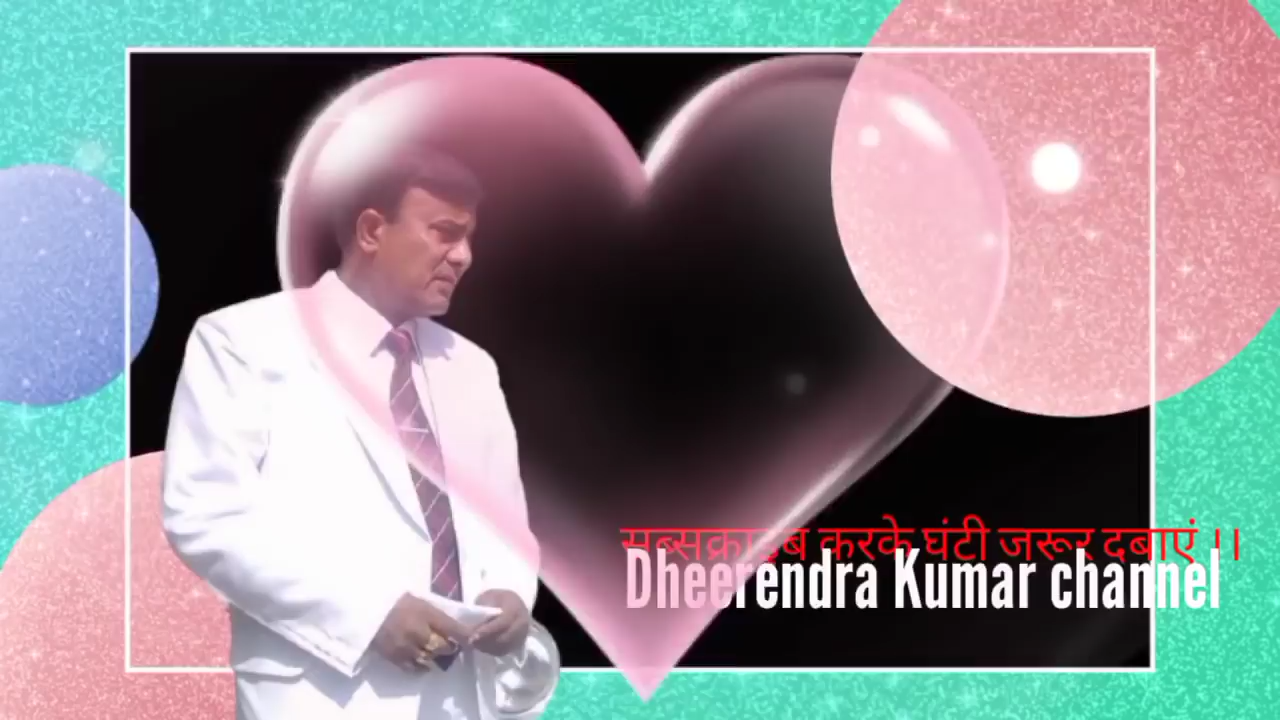 सब्सक्राइब करके घंटी जरूर दबाएं ।।
Dheerendra Kumar channel